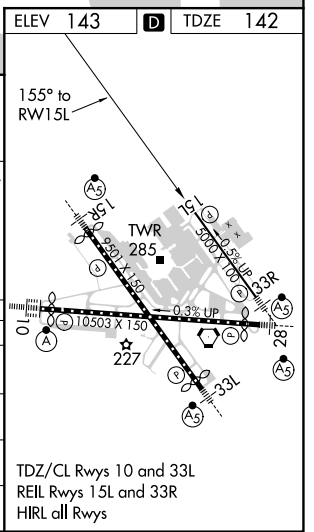 ELEV 143 D TDZE 142
155° to
RW15L
A5
15R
15L
P
TWR
285
5000 X 100
0.5% UP
33R
9501 X 150
P
A5
10
P
10503 X 150
0.3% UP
P
28
A
227
P
33L
A5
A5
TDZ/CL Rwys 10 and 33L
REIL Rwys 15L and 33R
HIRL all Rwys